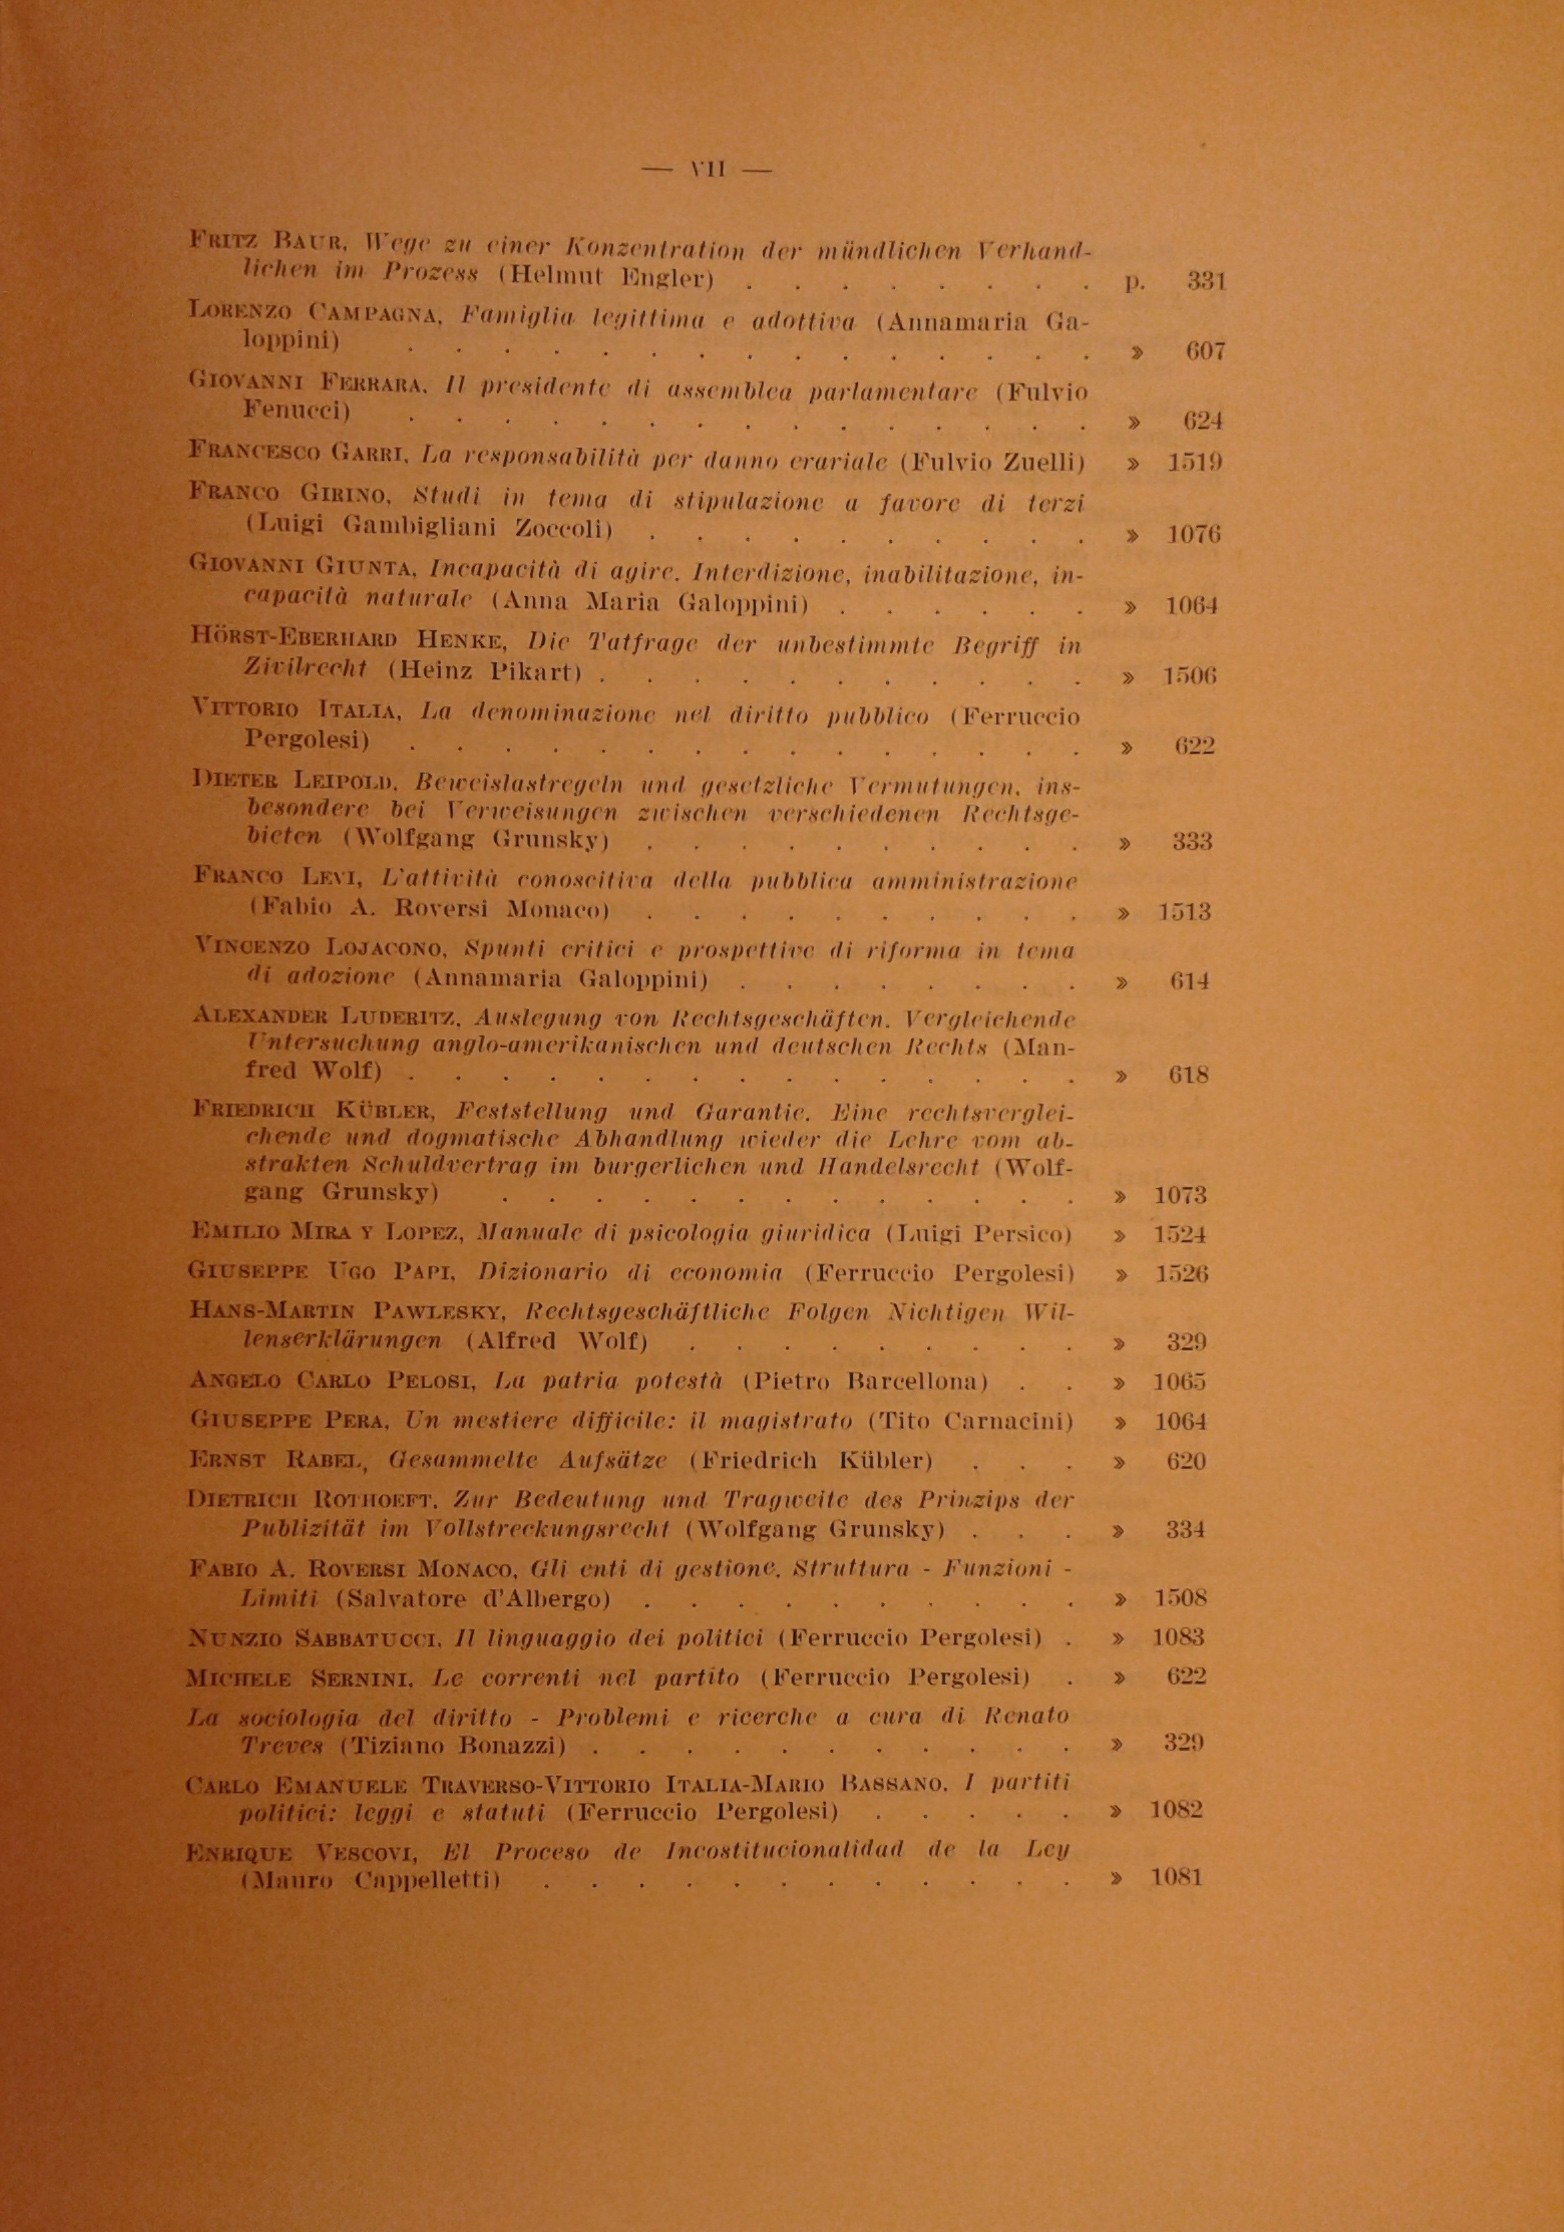 — VII —
FRITZ BAUR, Wege zu einer Konzentration der mündlichen Verhand-
lichen im Prozess (Helmut Engler) . . . . . . . . p. 331
LORENZO CAMPAGNA, Famiglia legittima e adottiva (Annamaria Ga-
loppini) . . . . . . . . . . . . . . . » 607
GIOVANNI FERRARA, Il presidente di assemblea parlamentare (Fulvio
Fenucci) . . . . . . . . . . . . . . . » 624
FRANCESCO GARRI, La responsabilità per danno erariale (Fulvio Zuelli) » 1519
FRANCO GIRINO, Studi in tema di stipulazione a favore di terzi
(Luigi Gambigliani Zoccoli) . . . . . . . . . . » 1076
GIOVANNI GIUNTA, Incapacità di agire. Interdizione, inabilitazione, in-
capacità naturale (Anna Maria Galoppini) . . . . . . » 1064
HÖRST-EBERHARD HENKE, Die Tatfrage der unbestimmte Begriff in
Zivilrecht (Heinz Pikart) . . . . . . . . . . . » 1506
VITTORIO ITALIA, La denominazione nel diritto pubblico (Ferruccio
Pergolesi) . . . . . . . . . . . . . . . » 622
DIETER LEIPOLD, Beweislastregeln und gesetzliche Vermutungen, ins-
besondere bei Verweisungen zwischen verschiedenen Rechtsge-
bieten (Wolfgang Grunsky) . . . . . . . . . . » 333
FRANCO LEVI, L'attività conoscitiva della pubblica amministrazione
(Fabio A. Roversi Monaco) . . . . . . . . . . » 1513
VINCENZO LOJACONO, Spunti critici e prospettive di riforma in tema
di adozione (Annamaria Galoppini) . . . . . . . . » 614
ALEXANDER LUDERITZ, Auslegung von Rechtsgeschäften. Vergleichende
Untersuchung anglo-amerikanischen und deutschen Rechts (Man-
fred Wolf) . . . . . . . . . . . . . . . » 618
FRIEDRICH KÜBLER, Feststellung und Garantie. Eine rechtsverglei-
chende und dogmatische Abhandlung wieder die Lehre vom ab-
strakten Schuldvertrag im burgerlichen und Handelsrecht (Wolf-
gang Grunsky) . . . . . . . . . . . . . » 1073
EMILIO MIRA Y LOPEZ, Manuale di psicologia giuridica (Luigi Persico) » 1524
GIUSEPPE UGO PAPI, Dizionario di economia (Ferruccio Pergolesi) » 1526
HANS-MARTIN PAWLESKY, Rechtsgeschäftliche Folgen Nichtigen Wil-
lenserklärungen (Alfred Wolf) . . . . . . . . . » 329
ANGELO CARLO PELOSI, La patria potestà (Pietro Barcellona) . . » 1065
GIUSEPPE PERA, Un mestiere difficile: il magistrato (Tito Carnacini) » 1064
ERNST RABEL, Gesammelte Aufsätze (Friedrich Kübler) . . . » 620
DIETRICH ROTHOEFT, Zur Bedeutung und Tragweite des Prinzips der
Publizität im Vollstreckungsrecht (Wolfgang Grunsky) . . . » 334
FABIO A. ROVERSI MONACO, Gli enti di gestione. Struttura - Funzioni -
Limiti (Salvatore d'Albergo) . . . . . . . . . . » 1508
NUNZIO SABBATUCCI, Il linguaggio dei politici (Ferruccio Pergolesi) . » 1083
MICHELE SERNINI, Le correnti nel partito (Ferruccio Pergolesi) . » 622
La sociologia del diritto - Problemi e ricerche a cura di Renato
Treves (Tiziano Bonazzi) . . . . . . . . . . . » 329
CARLO EMANUELE TRAVERSO-VITTORIO ITALIA-MARIO BASSANO, I partiti
politici: leggi e statuti (Ferruccio Pergolesi) . . . . . » 1082
ENRIQUE VESCOVI, El Proceso de Incostitucionalidad de la Ley
(Mauro Cappelletti) . . . . . . . . . . . . » 1081